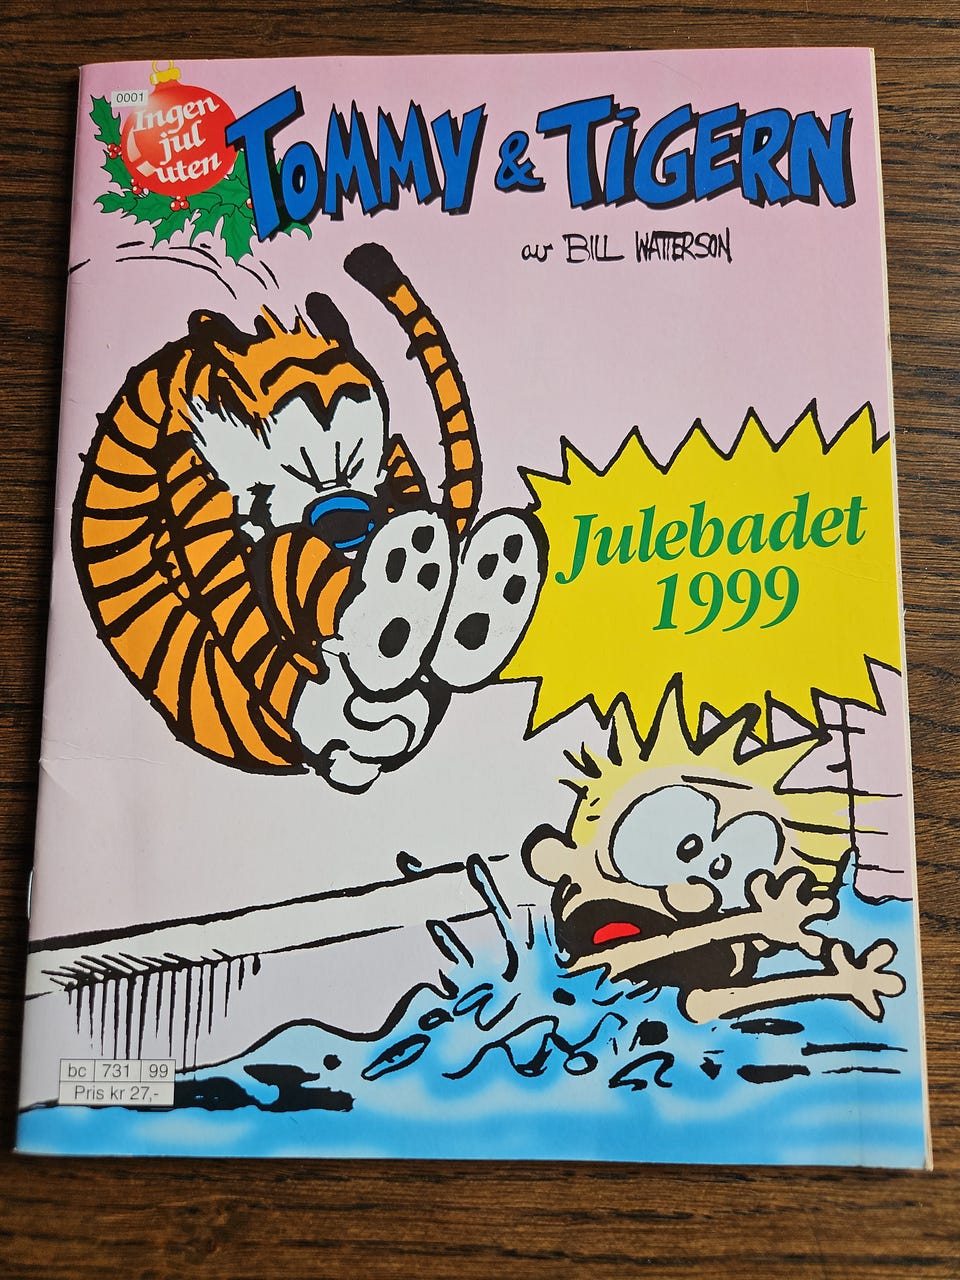 0001
Ingen
jul
uten
TOMMY & TIGERN
av BILL WATTERSON
Julebadet
1999
bc 731 99
Pris kr 27,-